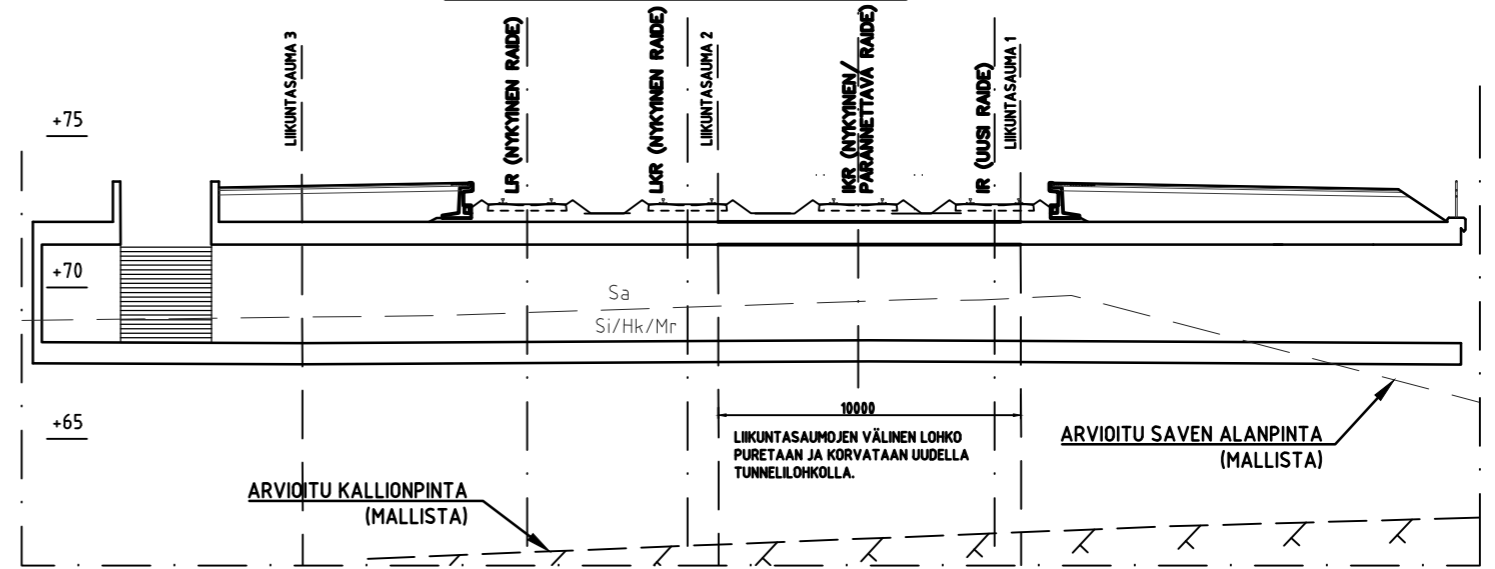 LIIKUNTASAUMA 3
LR (NYKYINEN RAIDE)
LKR (NYKYINEN RAIDE)
LIIKUNTASAUMA 2
IKR (NYKYINEN/
PARANNETTAVA RAIDE)
IR (UUSI RAIDE)
LIIKUNTASAUMA 1
+75
+70
Sa
Si/Hk/Mr
+65
10000
LIIKUNTASAUMOJEN VÄLINEN LOHKO
PURETAAN JA KORVATAAN UUDELLA
TUNNELILOHKOLLA.
ARVIOITU SAVEN ALANPINTA
(MALLISTA)
ARVIOITU KALLIONPINTA
(MALLISTA)